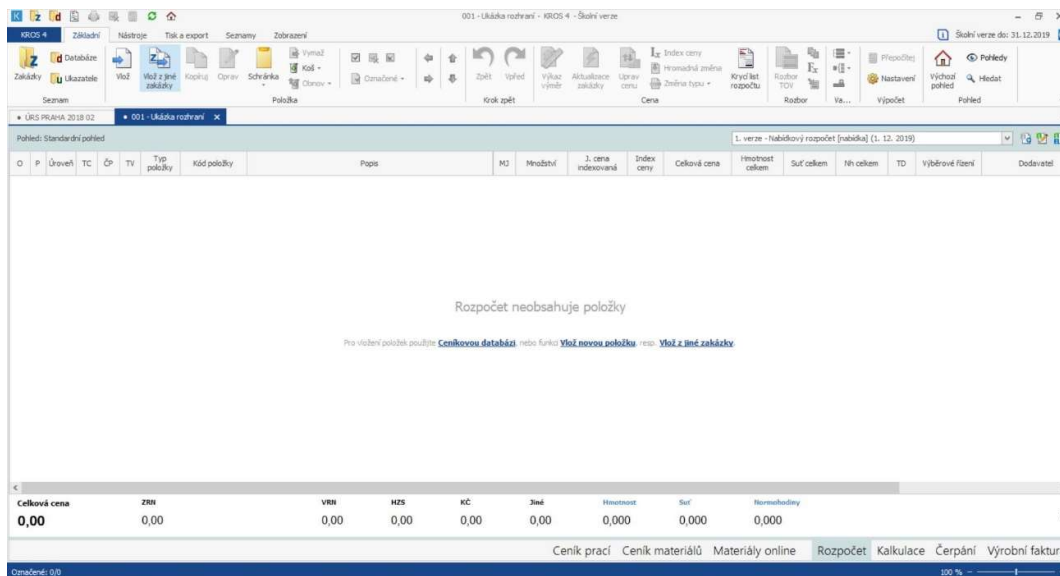 001 - Ukázka rozhraní - KROS 4 - Školní verze
KROS 4 Základní Nástroje Tisk a export Seznamy Zobrazení Školní verze do: 31.12.2019
Zakázky Databáze Ukazatele Vlož Vlož z jiné zakázky Kopíruj Oprav Schránka Vymaž Koš Obnov Označené Zpět Vpřed Výkaz výměr Aktualizace zakázky Uprav cenu Index ceny Hromadná změna Změna typu Krycí list rozpočtu Rozbor TOV Přepočítej Nastavení Výchozí pohled Pohledy Hledat
Seznam Položka Krok zpět Cena Rozbor Va... Výpočet Pohled
ÚRS PRAHA 2018 02 001 - Ukázka rozhraní X
Pohled: Standardní pohled 1. verze - Nabídkový rozpočet [nabídka] (1. 12. 2019)
O P Úroveň TC ČP TV Typ položky Kód položky Popis MJ Množství J. cena indexovaná Index ceny Celková cena Hmotnost celkem Suť celkem Nh celkem TD Výběrové řízení Dodavatel
Rozpočet neobsahuje položky
Pro vložení položek použijte Ceníkovou databázi, nebo funkci Vlož novou položku, resp. Vlož z jiné zakázky.
Celková cena ZRN VRN HZS KČ Jiné Hmotnost Suť Normohodiny
0,00 0,00 0,00 0,00 0,00 0,00 0,000 0,000 0,000
Ceník prací Ceník materiálů Materiály online Rozpočet Kalkulace Čerpání Výrobní faktur
Označené: 0/0 100 %